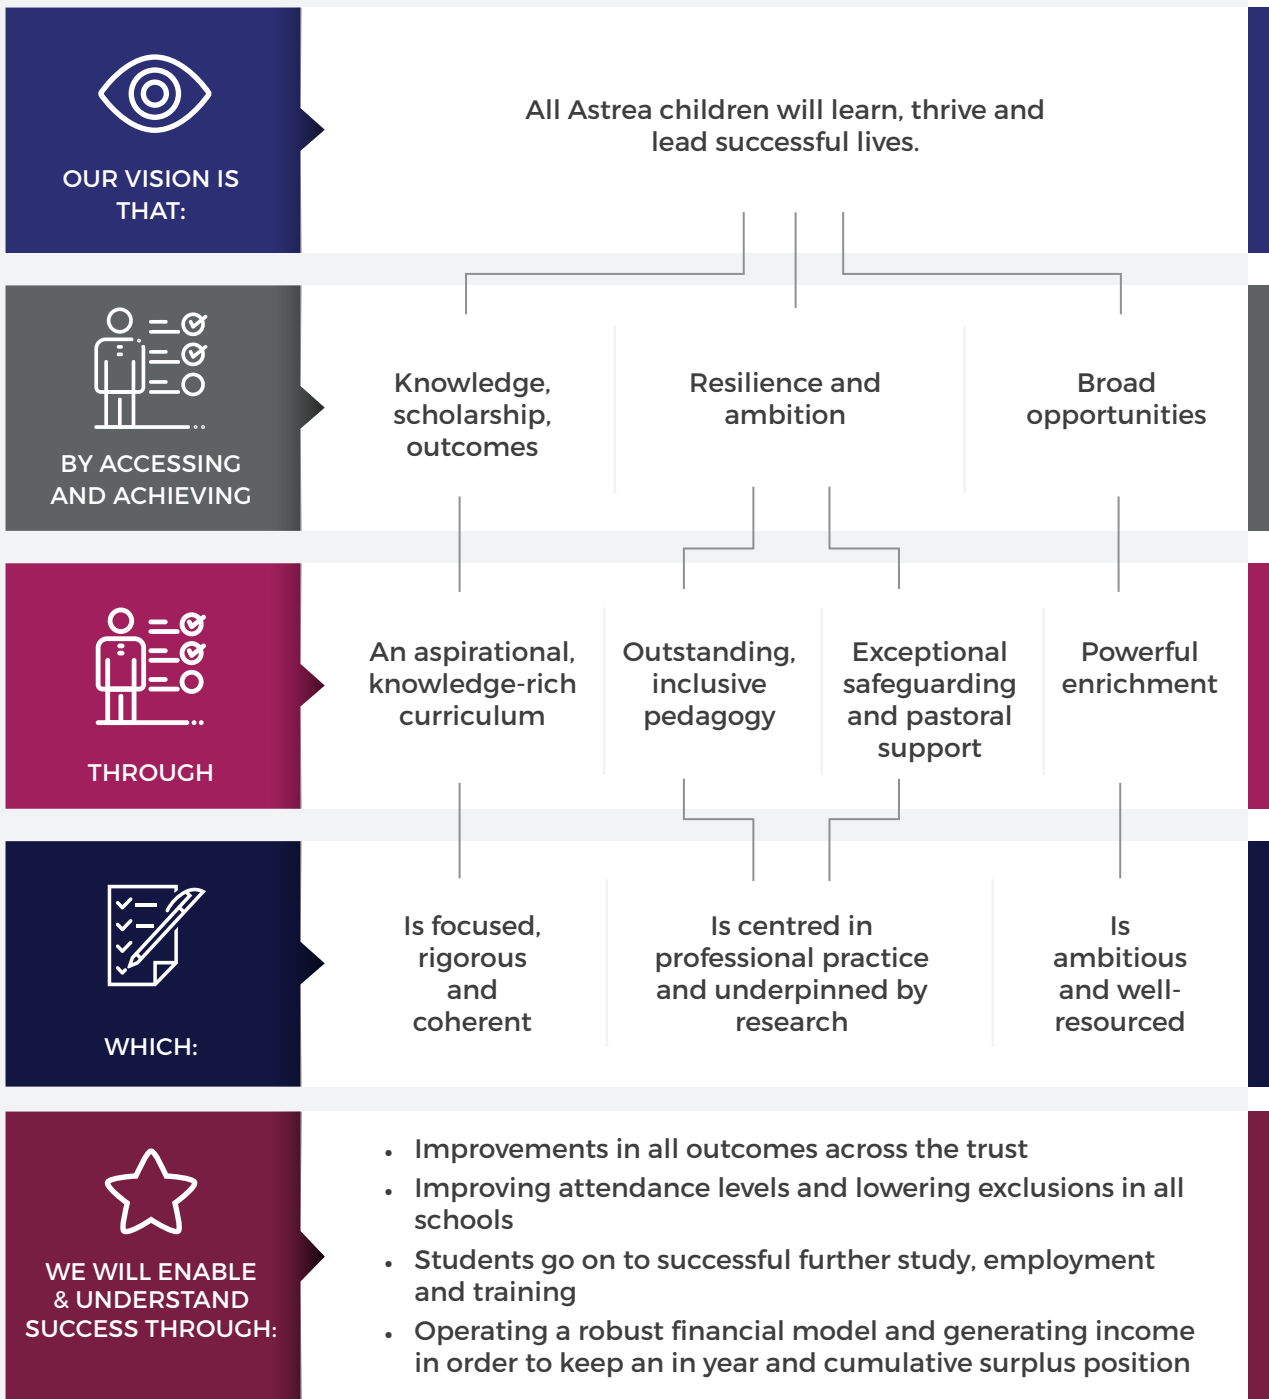 OUR VISION IS
THAT:
All Astrea children will learn, thrive and
lead successful lives.
BY ACCESSING
AND ACHIEVING
Knowledge,
scholarship,
outcomes
Resilience and
ambition
Broad
opportunities
THROUGH
An aspirational,
knowledge-rich
curriculum
Outstanding,
inclusive
pedagogy
Exceptional
safeguarding
and pastoral
support
Powerful
enrichment
WHICH:
Is focused,
rigorous
and
coherent
Is centred in
professional practice
and underpinned by
research
Is
ambitious
and well-
resourced
WE WILL ENABLE
& UNDERSTAND
SUCCESS THROUGH:
• Improvements in all outcomes across the trust
• Improving attendance levels and lowering exclusions in all
schools
• Students go on to successful further study, employment
and training
• Operating a robust financial model and generating income
in order to keep an in year and cumulative surplus position